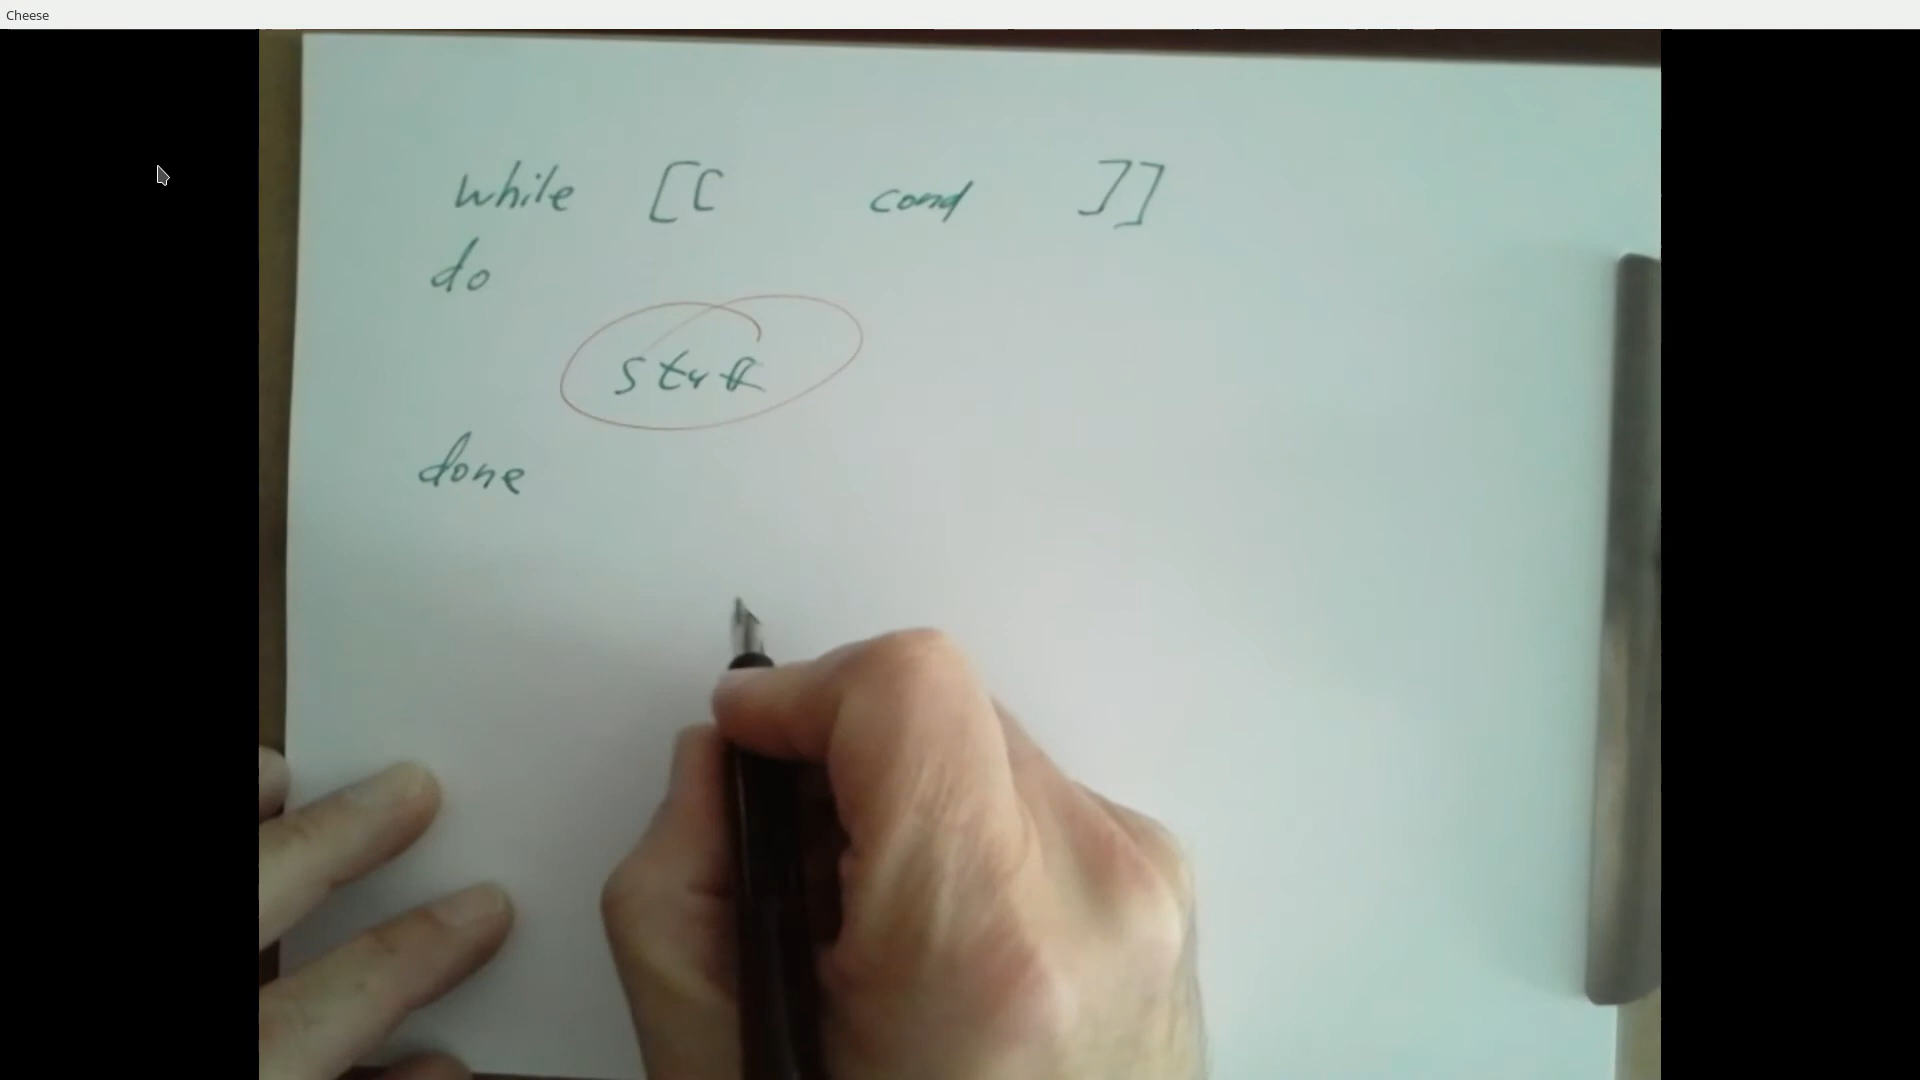 Cheese
while [[ cond ]]
do
stuff
done